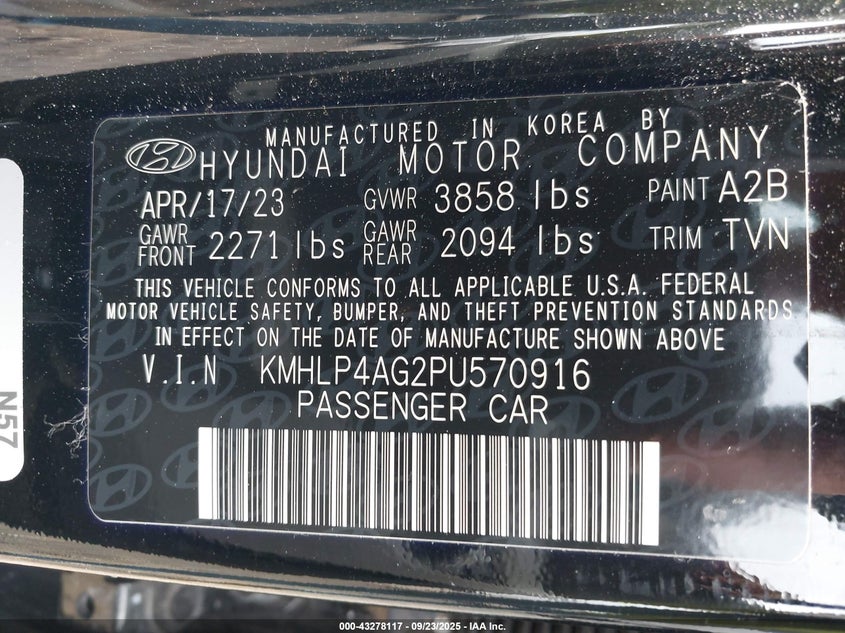 MANUFACTURED IN KOREA BY
HYUNDAI MOTOR COMPANY
APR/17/23 GVWR 3858 lbs PAINT A2B
GAWR FRONT 2271 lbs GAWR REAR 2094 lbs TRIM TVN
THIS VEHICLE CONFORMS TO ALL APPLICABLE U.S.A. FEDERAL
MOTOR VEHICLE SAFETY, BUMPER, AND THEFT PREVENTION STANDARDS
IN EFFECT ON THE DATE OF MANUFACTURE SHOWN ABOVE
V.I.N KMHLP4AG2PU570916
PASSENGER CAR
N57
000-43278117 - 09/23/2025 - IAA Inc.